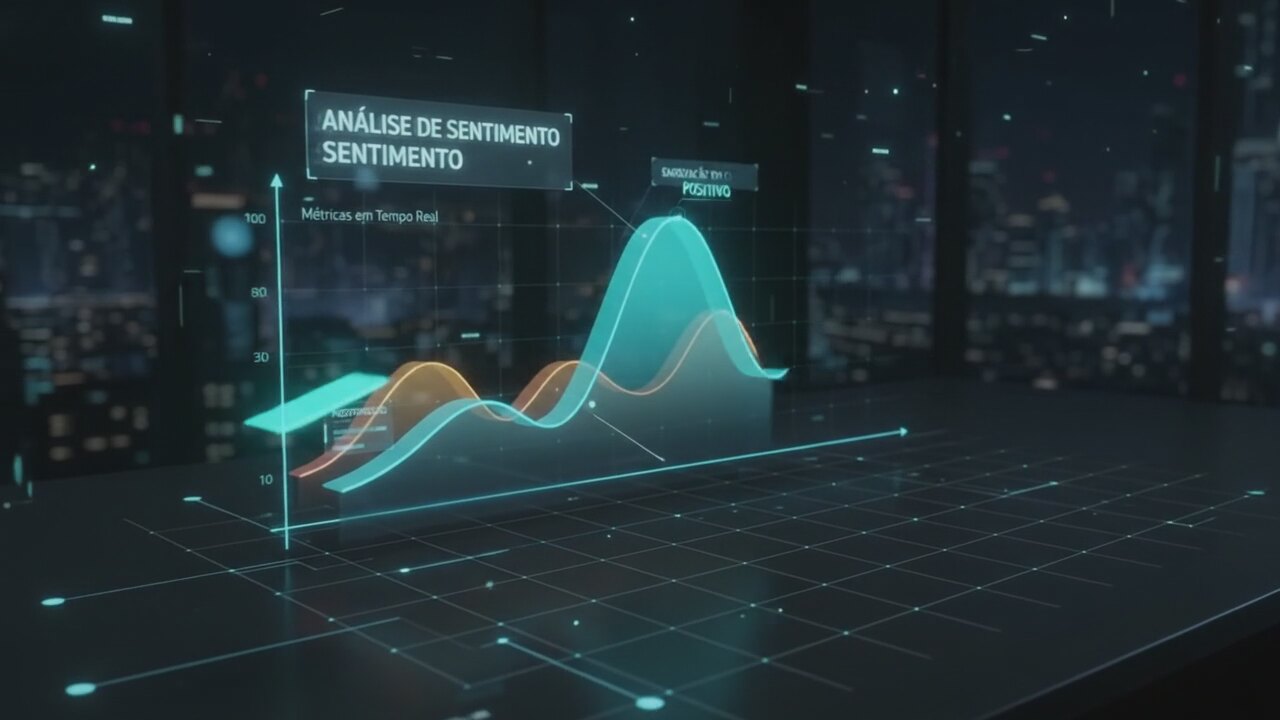 ANÁLISE DE SENTIMENTO
SENTIMENTO
POSITIVO
Métricas em Tempo Real
100
80
30
10